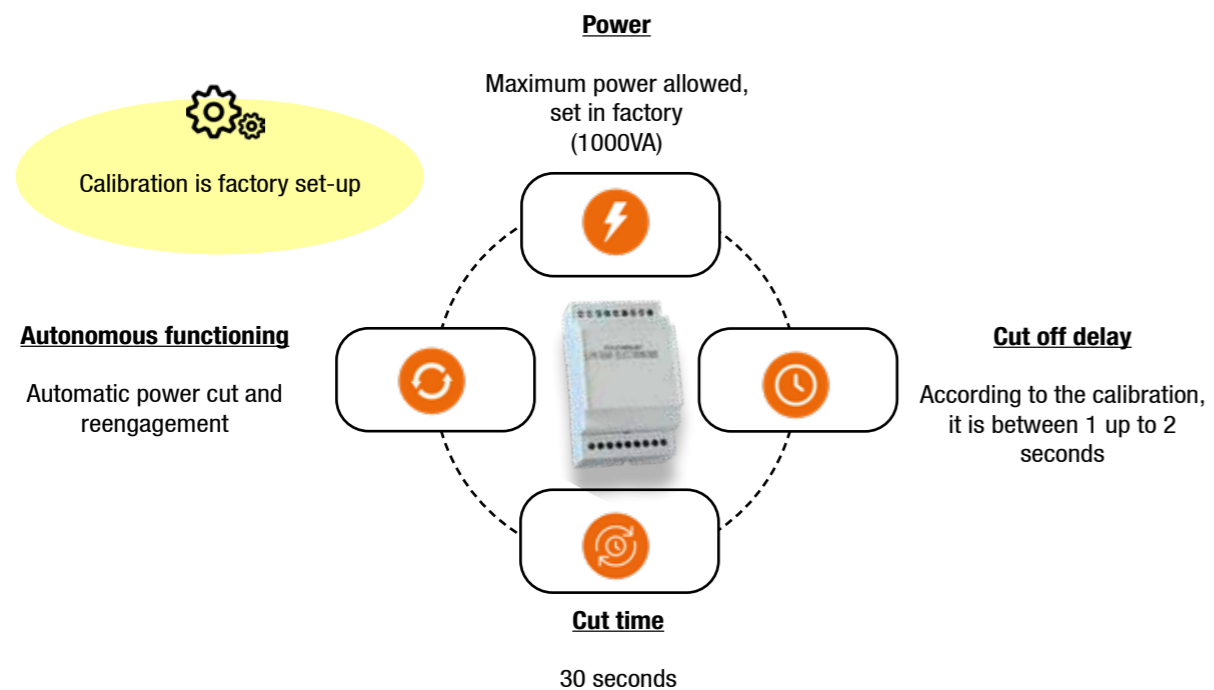 Power
Maximum power allowed,
set in factory
(1000VA)
Calibration is factory set-up
Autonomous functioning
Automatic power cut and
reengagement
Cut off delay
According to the calibration,
it is between 1 up to 2
seconds
Cut time
30 seconds